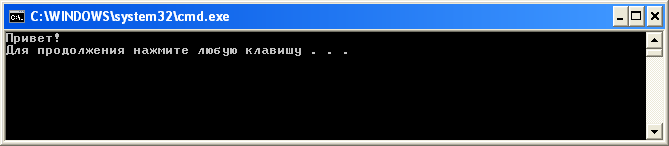 C:\WINDOWS\system32\cmd.exe
Привет!
Для продолжения нажмите любую клавишу . . .